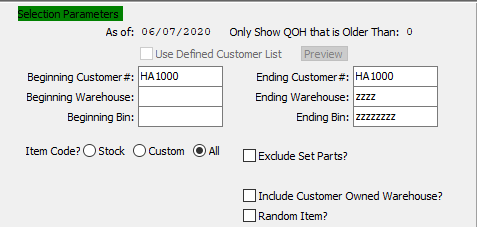 Selection Parameters
As of: 06/07/2020 Only Show QOH that is Older Than: 0
Use Defined Customer List Preview
Beginning Customer#: HA1000 Ending Customer#: HA1000
Beginning Warehouse: Ending Warehouse: zzzz
Beginning Bin: Ending Bin: zzzzzzzz
Item Code? Stock Custom All Exclude Set Parts?
Include Customer Owned Warehouse?
Random Item?